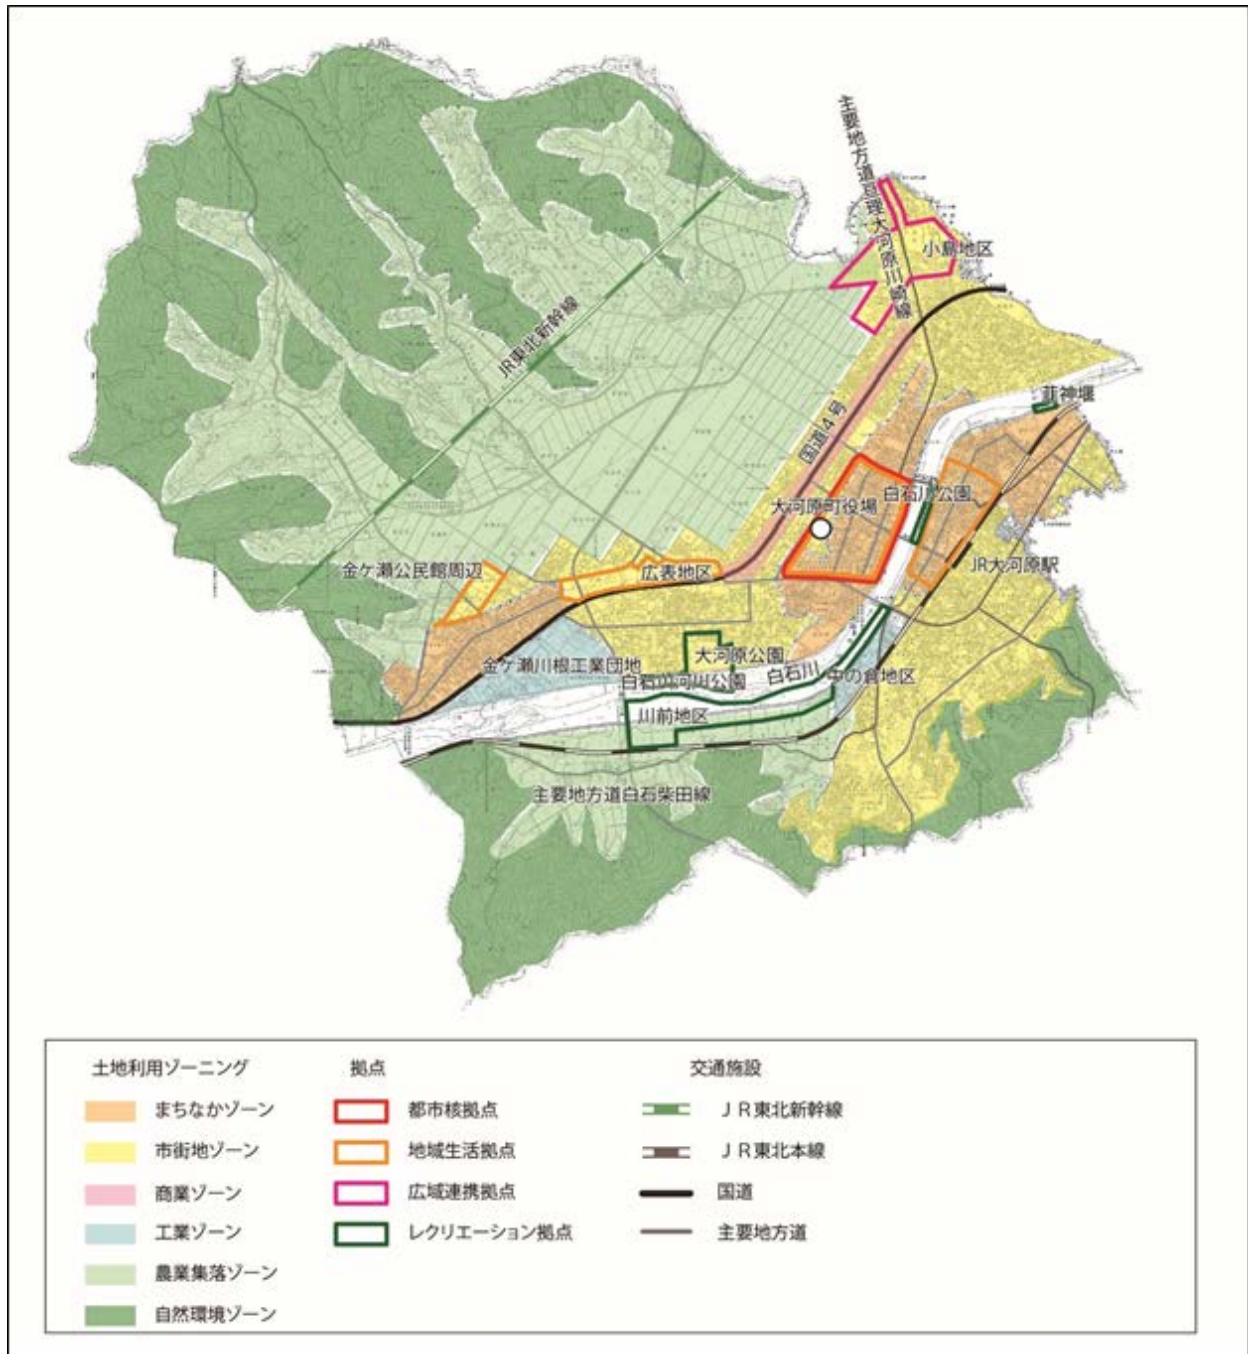 主要地方道亘理大河原川崎線
小島地区
JR東北新幹線
国道4号
韮神堰
大河原町役場
白石川公園
金ケ瀬公民館周辺
広表地区
JR大河原駅
金ケ瀬川根工業団地
大河原公園
白石川河川公園
白石川
中の倉地区
川前地区
主要地方道白石柴田線
土地利用ゾーニング
拠点
交通施設
まちなかゾーン
都市核拠点
JR東北新幹線
市街地ゾーン
地域生活拠点
JR東北本線
商業ゾーン
広域連携拠点
国道
工業ゾーン
レクリエーション拠点
主要地方道
農業集落ゾーン
自然環境ゾーン